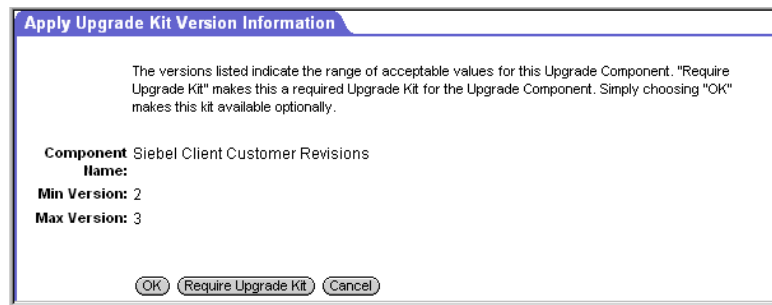 Apply Upgrade Kit Version Information
The versions listed indicate the range of acceptable values for this Upgrade Component. "Require
Upgrade Kit" makes this a required Upgrade Kit for the Upgrade Component. Simply choosing "OK"
makes this kit available optionally.
Component Name: Siebel Client Customer Revisions
Min Version: 2
Max Version: 3
OK Require Upgrade Kit Cancel